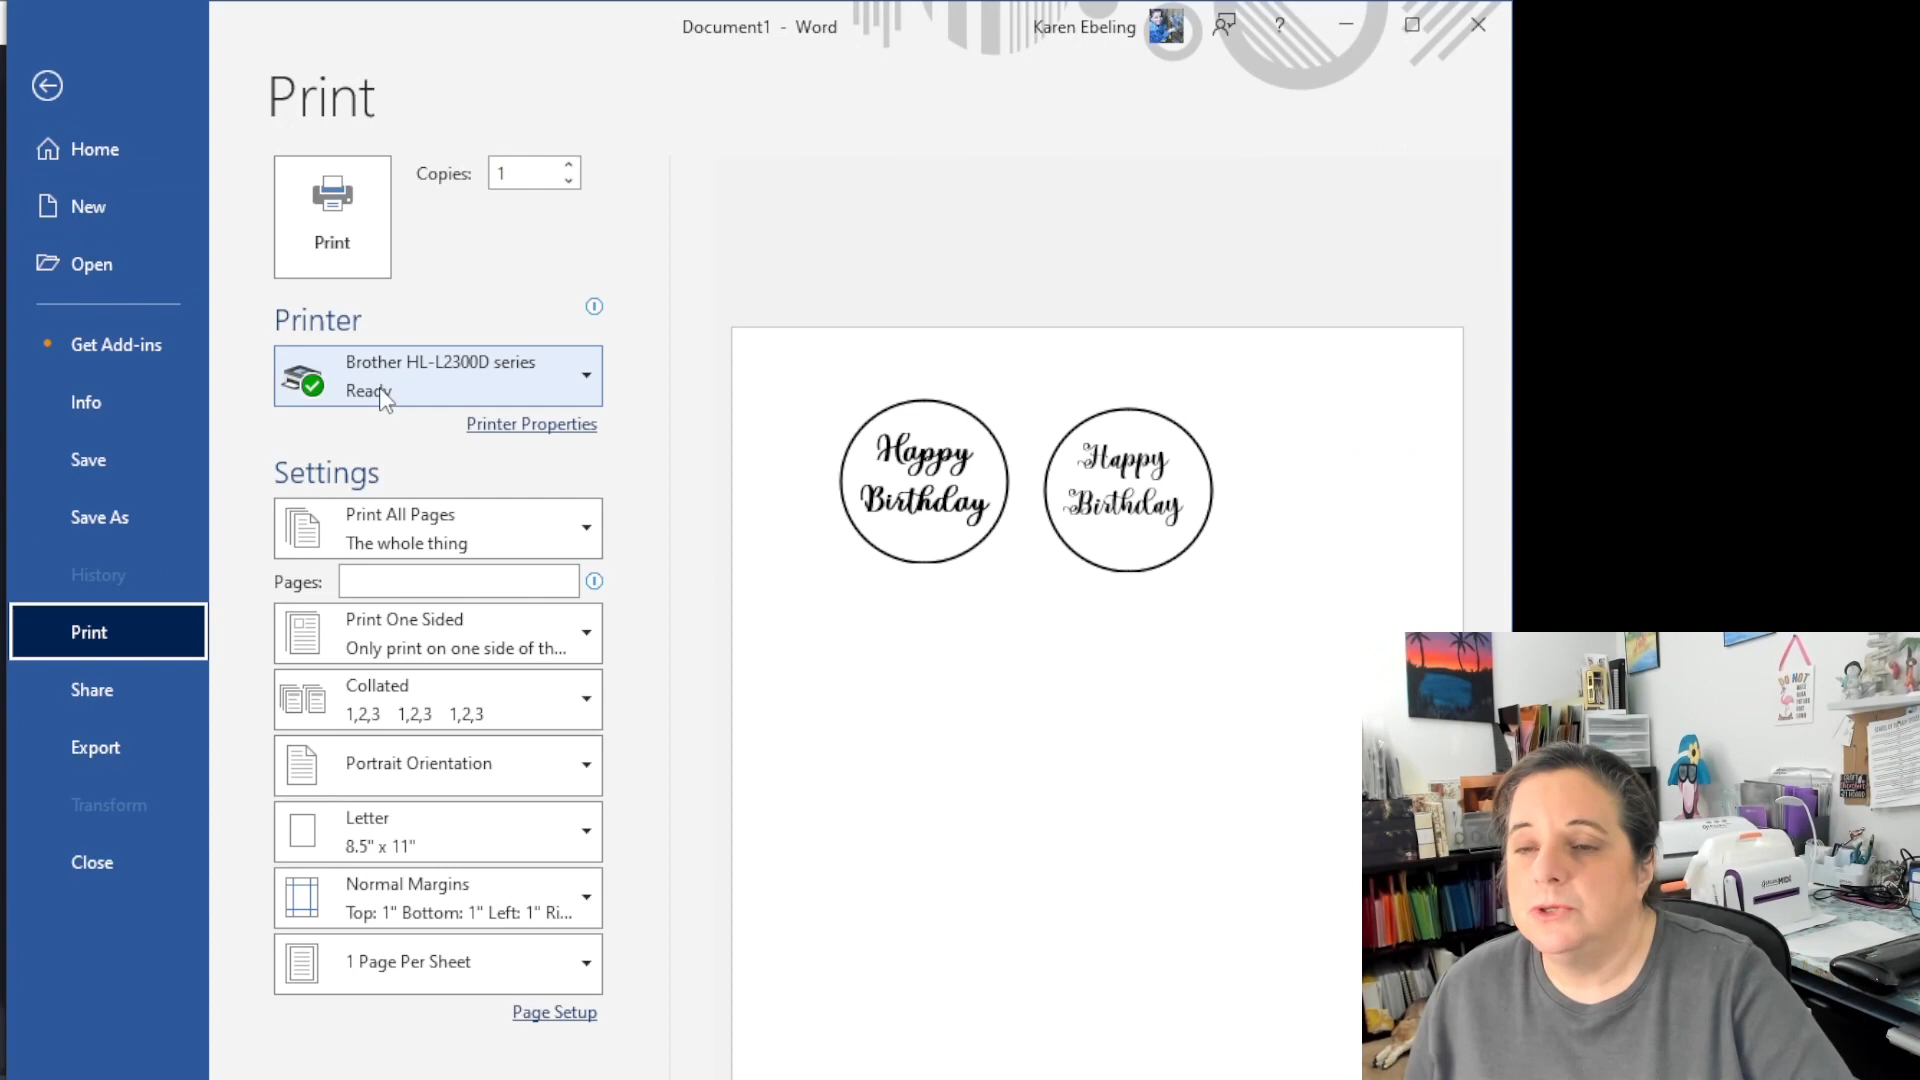 Document1 - Word
Karen Ebeling
?
Print
Home
New
Open
Get Add-ins
Info
Save
Save As
History
Print
Share
Export
Transform
Close
Print
Copies: 1
Printer
Brother HL-L2300D series
Ready
Printer Properties
Settings
Print All Pages
The whole thing
Pages:
Print One Sided
Only print on one side of th...
Collated
1,2,3 1,2,3 1,2,3
Portrait Orientation
Letter
8.5" x 11"
Normal Margins
Top: 1" Bottom: 1" Left: 1" Ri...
1 Page Per Sheet
Page Setup
Happy
Birthday
Happy
Birthday
DO NOT